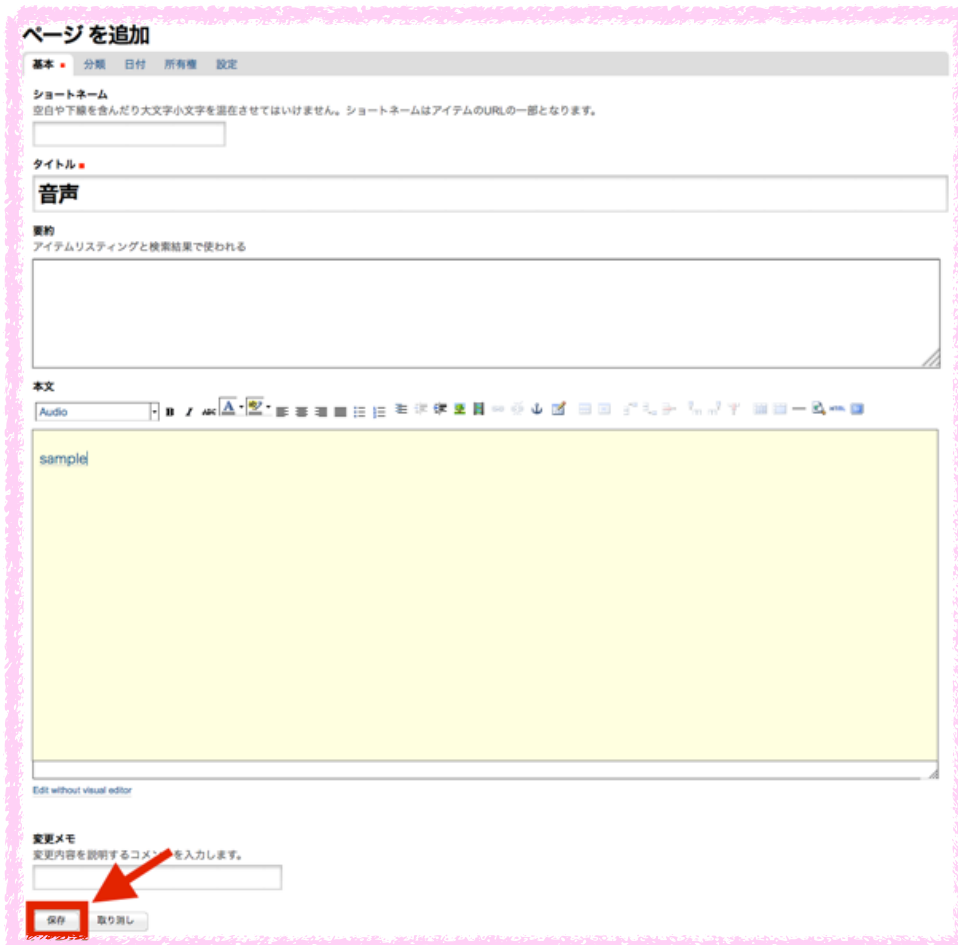 ページ を追加
基本 分類 日付 所有権 設定
ショートネーム
空白や下線を含んだり大文字小文字を混在させてはいけません。ショートネームはアイテムのURLの一部となります。
タイトル
音声
要約
アイテムリスティングと検索結果で使われる
本文
Audio B I ABC A HTML
sample
Edit without visual editor
変更メモ
変更内容を説明するコメントを入力します。
保存 取り消し